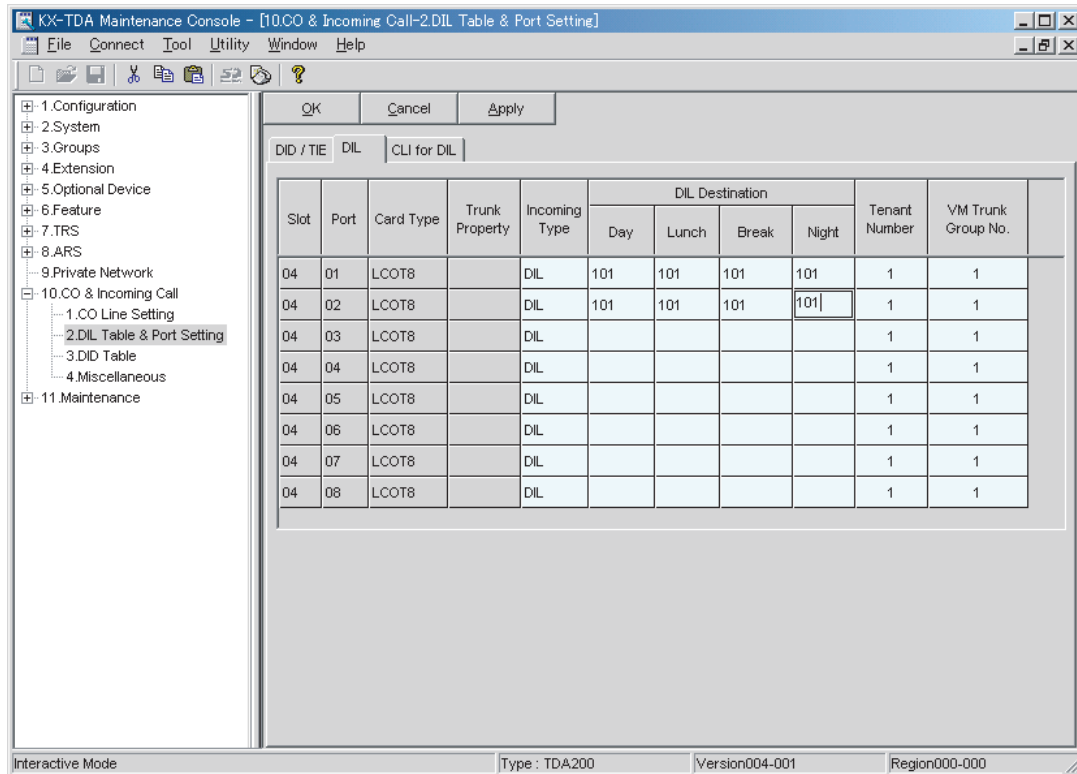 KX-TDA Maintenance Console - [10.CO & Incoming Call-2.DIL Table & Port Setting]
File Connect Tool Utility Window Help
1.Configuration
2.System
3.Groups
4.Extension
5.Optional Device
6.Feature
7.TRS
8.ARS
9.Private Network
10.CO & Incoming Call
1.CO Line Setting
2.DIL Table & Port Setting
3.DID Table
4.Miscellaneous
11.Maintenance
OK Cancel Apply
DID / TIE DIL CLI for DIL
Slot Port Card Type Trunk Property Incoming Type DIL Destination Tenant Number VM Trunk Group No.
Day Lunch Break Night
04 01 LCOT8 DIL 101 101 101 101 1 1
04 02 LCOT8 DIL 101 101 101 101 1 1
04 03 LCOT8 DIL 1 1
04 04 LCOT8 DIL 1 1
04 05 LCOT8 DIL 1 1
04 06 LCOT8 DIL 1 1
04 07 LCOT8 DIL 1 1
04 08 LCOT8 DIL 1 1
Interactive Mode Type : TDA200 Version004-001 Region000-000